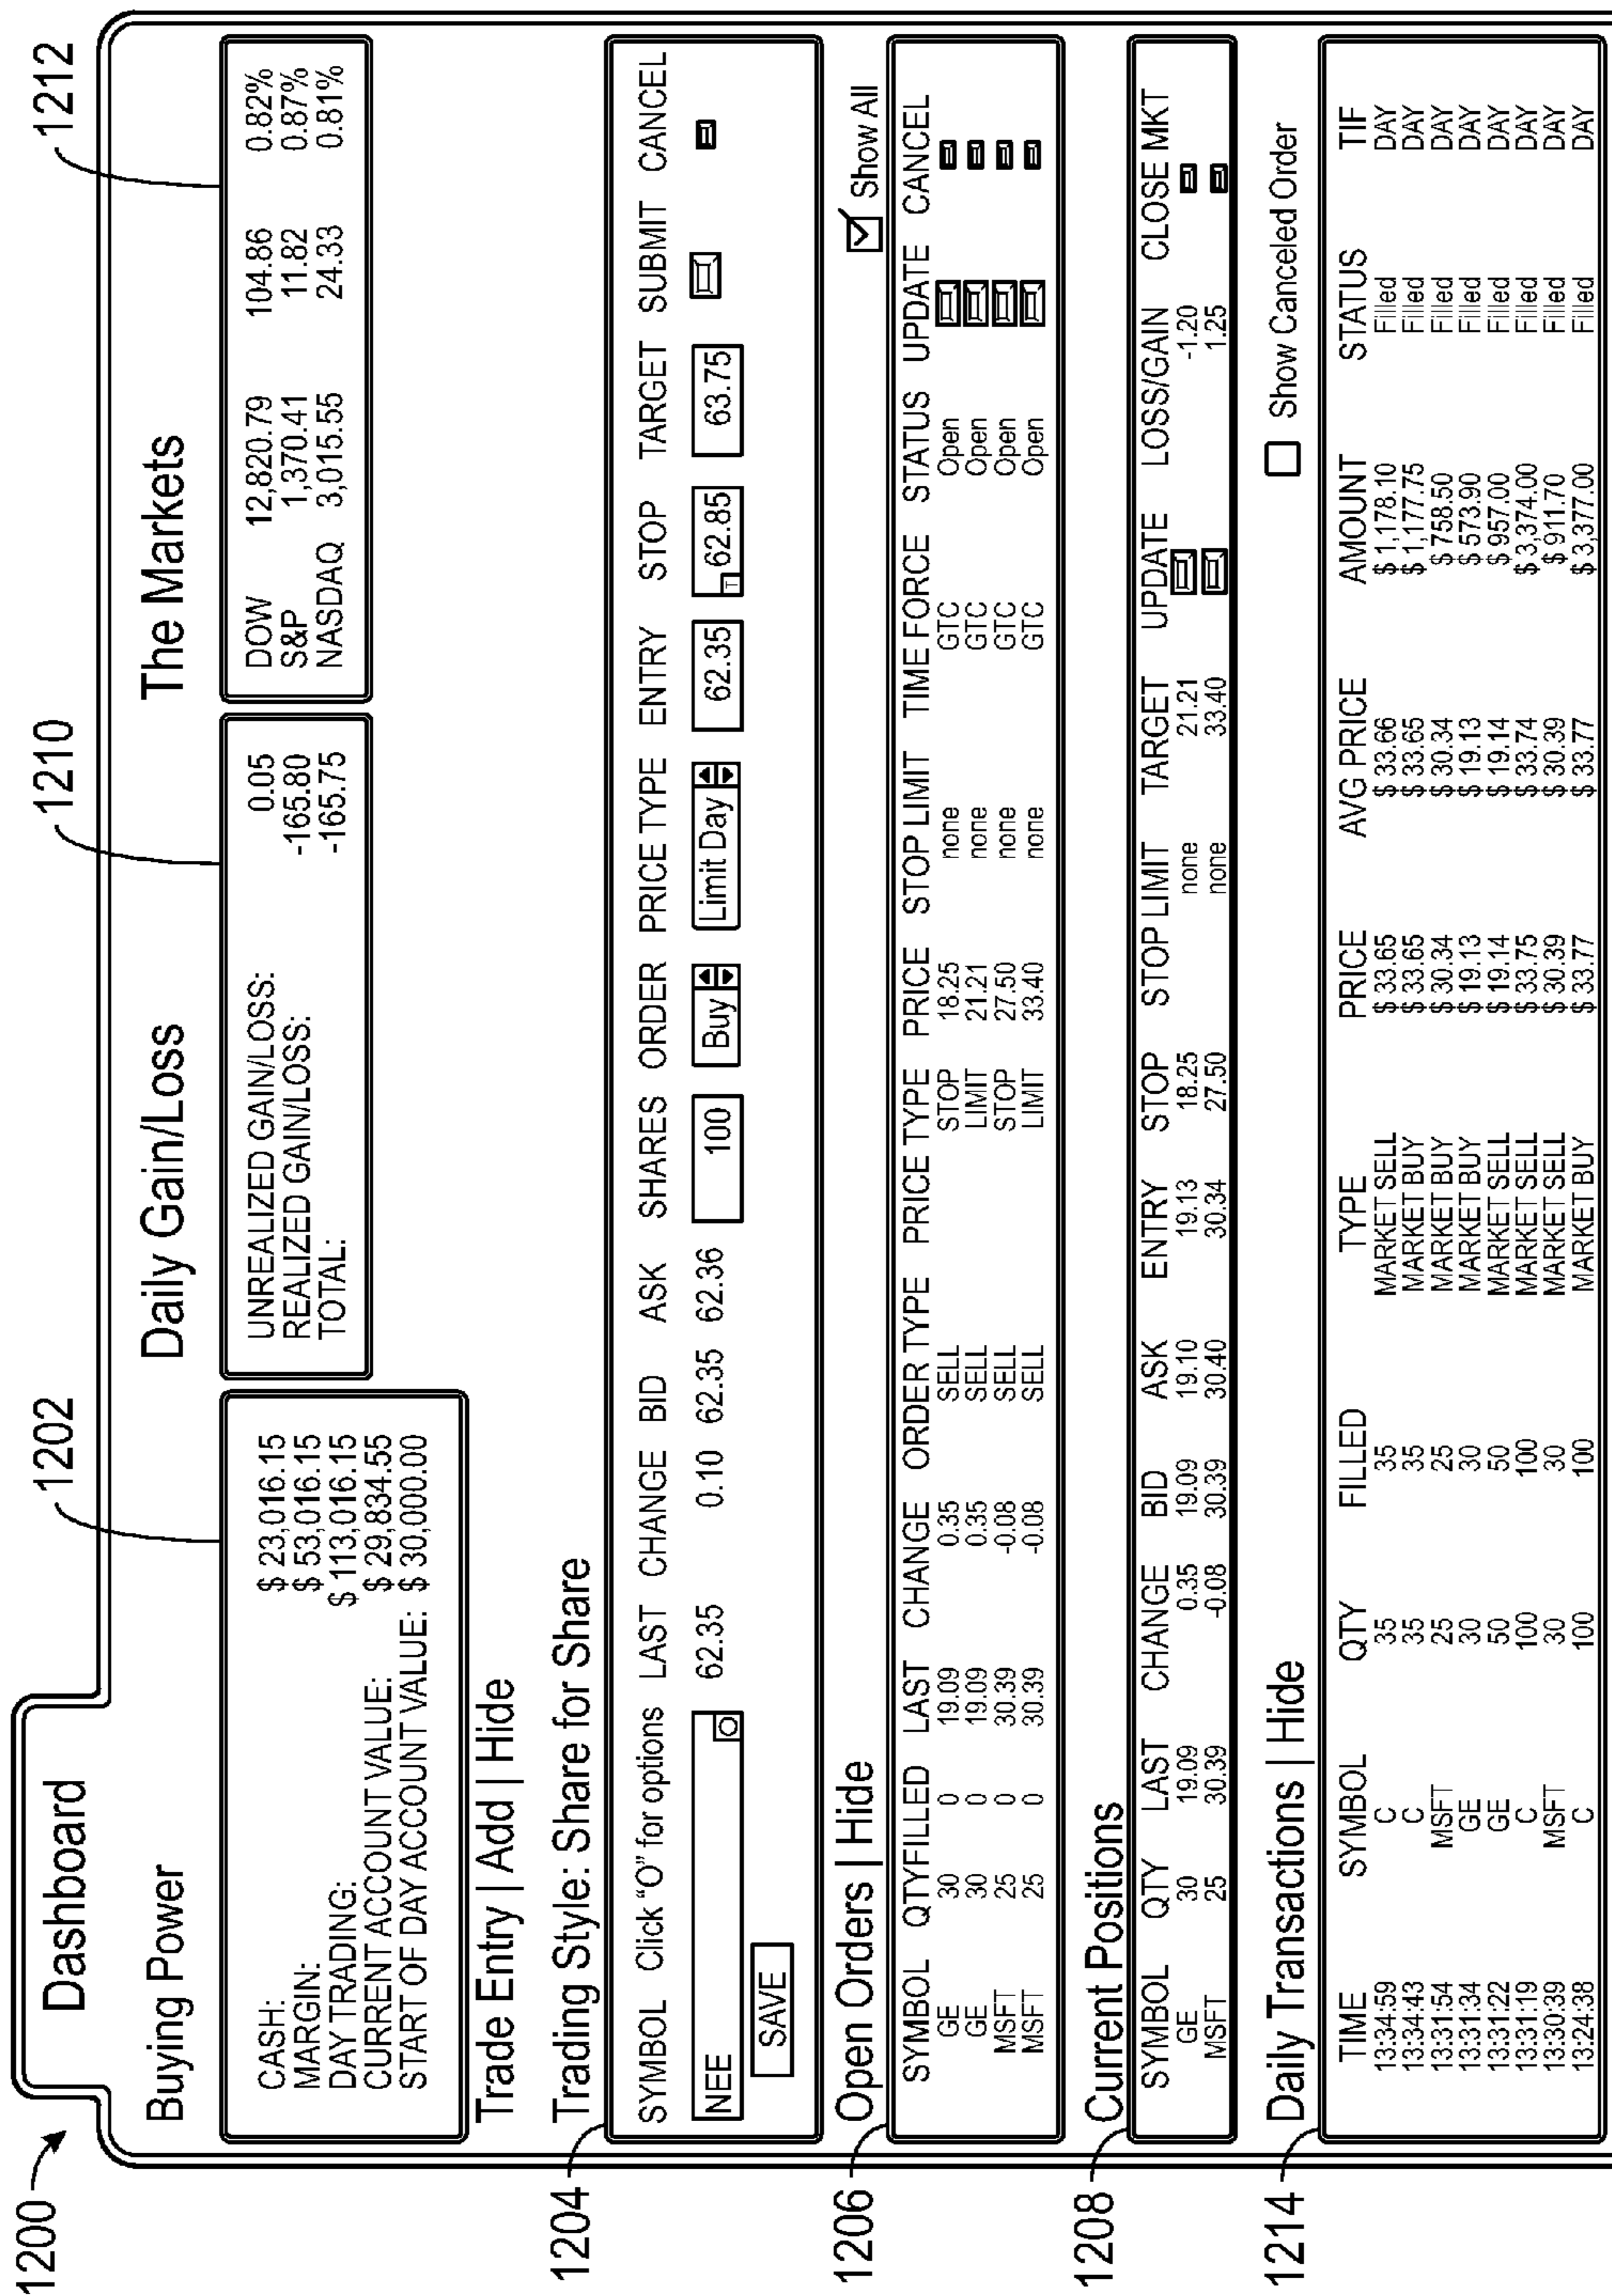 1200
Dashboard
1202
1210
1212
Buying Power
Daily Gain/Loss
The Markets
CASH: $ 23,016.15
MARGIN: $ 53,016.15
DAY TRADING: $ 113,016.15
CURRENT ACCOUNT VALUE: $ 29,834.55
START OF DAY ACCOUNT VALUE: $ 30,000.00
UNREALIZED GAIN/LOSS: 0.05
REALIZED GAIN/LOSS: -165.80
TOTAL: -165.75
DOW 12,820.79 104.86 0.82%
S&P 1,370.41 11.82 0.87%
NASDAQ 3,015.55 24.33 0.81%
Trade Entry | Add | Hide
Trading Style: Share for Share
1204
SYMBOL Click "O" for options LAST CHANGE BID ASK SHARES ORDER PRICE TYPE ENTRY STOP TARGET SUBMIT CANCEL
NEE O 62.35 0.10 62.35 62.36 100 Buy Limit Day 62.35 T 62.85 63.75
SAVE
1206
Open Orders | Hide Show All
SYMBOL QTYFILLED LAST CHANGE ORDER TYPE PRICE TYPE PRICE STOP LIMIT TIME FORCE STATUS UPDATE CANCEL
GE 30 0 19.09 0.35 SELL STOP 18.25 none GTC Open
GE 30 0 19.09 0.35 SELL LIMIT 21.21 none GTC Open
MSFT 25 0 30.39 -0.08 SELL STOP 27.50 none GTC Open
MSFT 25 0 30.39 -0.08 SELL LIMIT 33.40 none GTC Open
1208
Current Positions
SYMBOL QTY LAST CHANGE BID ASK ENTRY STOP STOP LIMIT TARGET UPDATE LOSS/GAIN CLOSE MKT
GE 30 19.09 0.35 19.09 19.10 19.13 18.25 none 21.21 -1.20
MSFT 25 30.39 -0.08 30.39 30.40 30.34 27.50 none 33.40 1.25
1214
Daily Transactions | Hide Show Canceled Order
TIME SYMBOL QTY FILLED TYPE PRICE AVG PRICE AMOUNT STATUS TIF
13:34:59 C 35 35 MARKET SELL $ 33.65 $ 33.66 $ 1,178.10 Filled DAY
13:34:43 C 35 35 MARKET BUY $ 33.65 $ 33.65 $ 1,177.75 Filled DAY
13:31:54 MSFT 25 25 MARKET BUY $ 30.34 $ 30.34 $ 758.50 Filled DAY
13:31:34 GE 30 30 MARKET BUY $ 19.13 $ 19.13 $ 573.90 Filled DAY
13:31:22 GE 50 50 MARKET SELL $ 19.14 $ 19.14 $ 957.00 Filled DAY
13:31:19 C 100 100 MARKET SELL $ 33.75 $ 33.74 $ 3,374.00 Filled DAY
13:30:39 MSFT 30 30 MARKET SELL $ 30.39 $ 30.39 $ 911.70 Filled DAY
13:24:38 C 100 100 MARKET BUY $ 33.77 $ 33.77 $ 3,377.00 Filled DAY